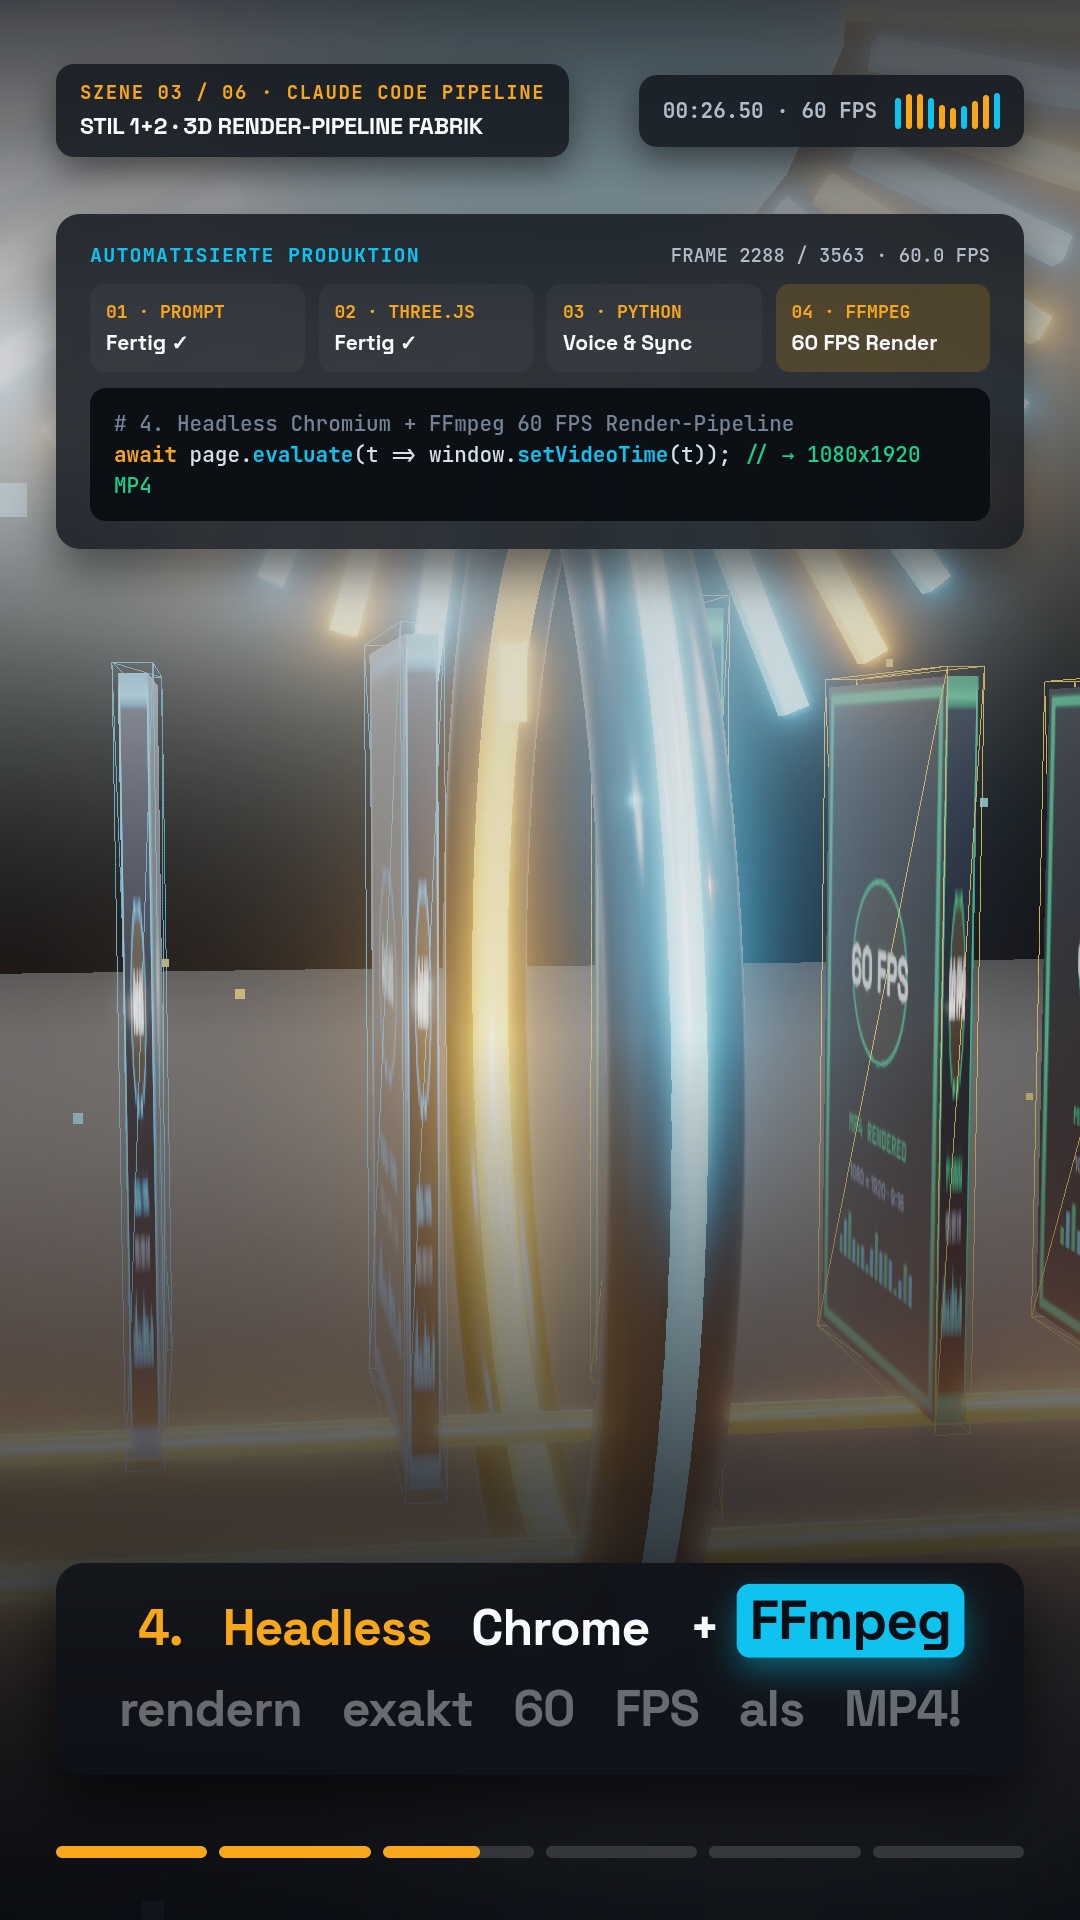 SZENE 03 / 06 · CLAUDE CODE PIPELINE
STIL 1+2 · 3D RENDER-PIPELINE FABRIK
00:26.50 · 60 FPS
AUTOMATISIERTE PRODUKTION
FRAME 2288 / 3563 · 60.0 FPS
01 · PROMPT
Fertig ✓
02 · THREE.JS
Fertig ✓
03 · PYTHON
Voice & Sync
04 · FFMPEG
60 FPS Render
# 4. Headless Chromium + FFmpeg 60 FPS Render-Pipeline
await page.evaluate(t => window.setVideoTime(t)); // → 1080x1920
MP4
60 FPS
MP4 RENDERED
4. Headless Chrome + FFmpeg
rendern exakt 60 FPS als MP4!